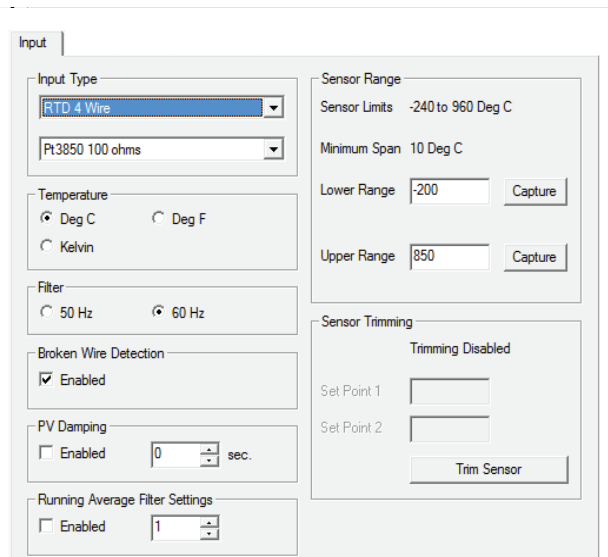 Input
Input Type
RTD 4 Wire
Pt3850 100 ohms
Temperature
Deg C Deg F
Kelvin
Filter
50 Hz 60 Hz
Broken Wire Detection
Enabled
PV Damping
Enabled 0 sec.
Running Average Filter Settings
Enabled 1
Sensor Range
Sensor Limits -240 to 960 Deg C
Minimum Span 10 Deg C
Lower Range -200 Capture
Upper Range 850 Capture
Sensor Trimming
Trimming Disabled
Set Point 1
Set Point 2
Trim Sensor